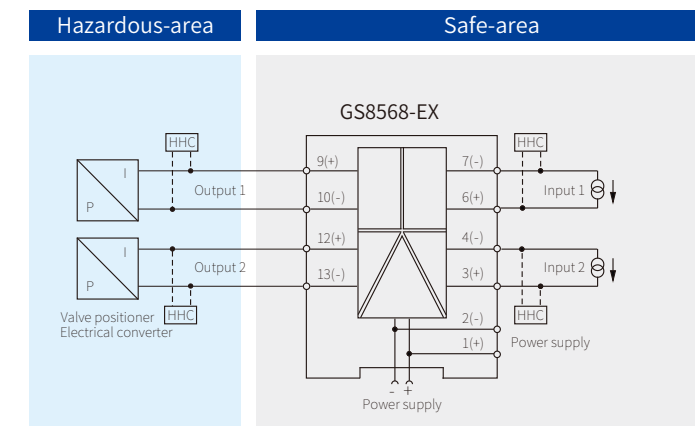 Hazardous-area
Safe-area
GS8568-EX
HHC
HHC
I
P
Output 1
9(+)
10(-)
7(-)
6(+)
Input 1
I
P
Output 2
12(+)
13(-)
4(-)
3(+)
Input 2
Valve positioner
Electrical converter
HHC
HHC
2(-)
1(+)
Power supply
- +
Power supply